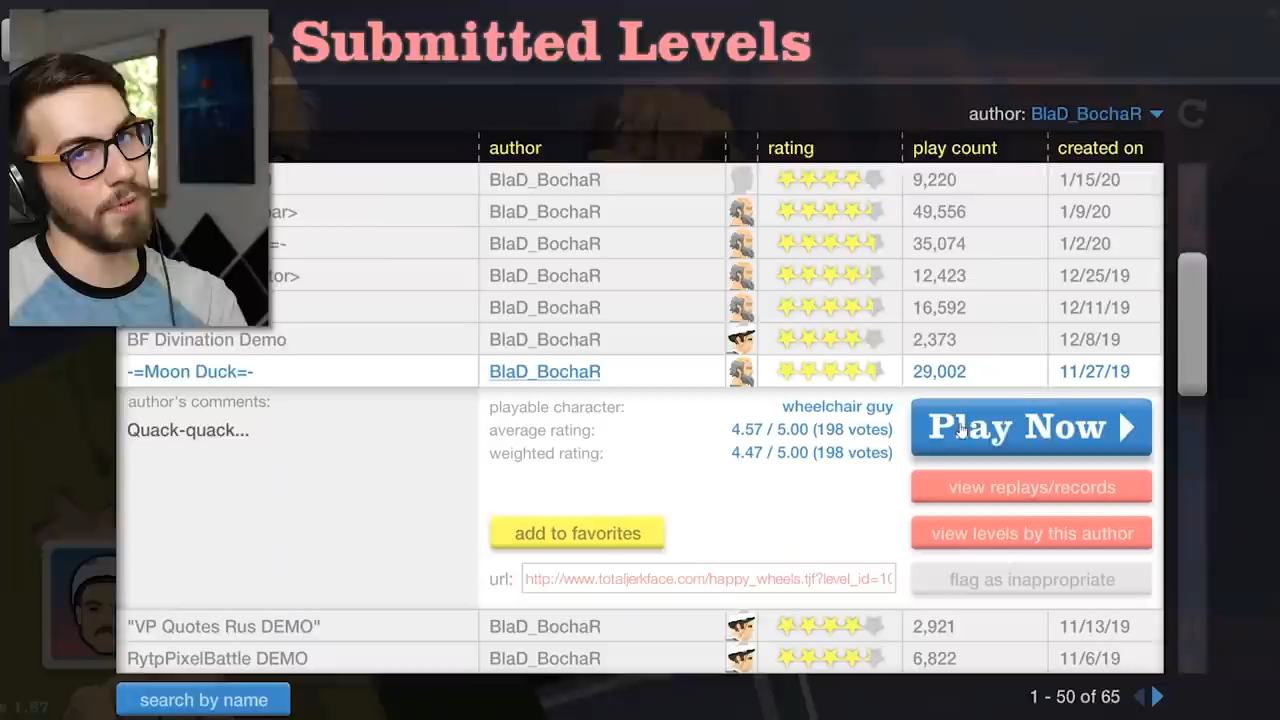 Submitted Levels
author: BlaD_BochaR
author rating play count created on
BlaD_BochaR 9,220 1/15/20
ar> BlaD_BochaR 49,556 1/9/20
=- BlaD_BochaR 35,074 1/2/20
tor> BlaD_BochaR 12,423 12/25/19
BlaD_BochaR 16,592 12/11/19
BF Divination Demo BlaD_BochaR 2,373 12/8/19
-=Moon Duck=- BlaD_BochaR 29,002 11/27/19
author's comments:
Quack-quack...
playable character: wheelchair guy
average rating: 4.57 / 5.00 (198 votes)
weighted rating: 4.47 / 5.00 (198 votes)
Play Now
view replays/records
add to favorites
view levels by this author
url: http://www.totaljerkface.com/happy_wheels.tjf?level_id=1(
flag as inappropriate
"VP Quotes Rus DEMO" BlaD_BochaR 2,921 11/13/19
RytpPixelBattle DEMO BlaD_BochaR 6,822 11/6/19
search by name
1 - 50 of 65
1.87